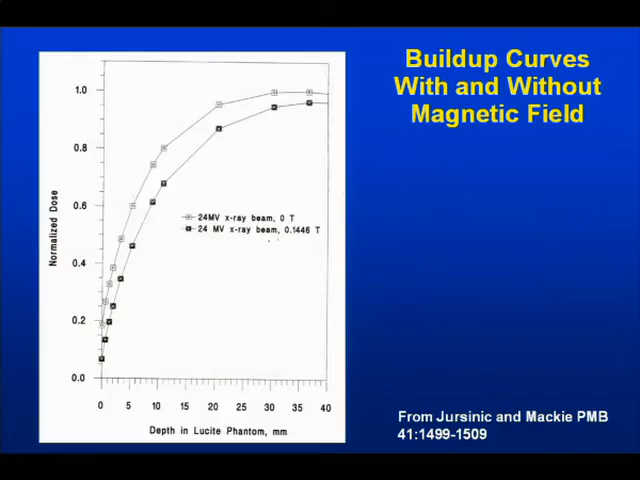 Buildup Curves
With and Without
Magnetic Field
1.0
0.8
0.6
0.4
0.2
0.0
Normalized Dose
24MV x-ray beam, 0 T
24 MV x-ray beam, 0.1446 T
0 5 10 15 20 25 30 35 40
Depth in Lucite Phantom, mm
From Jursinic and Mackie PMB
41:1499-1509